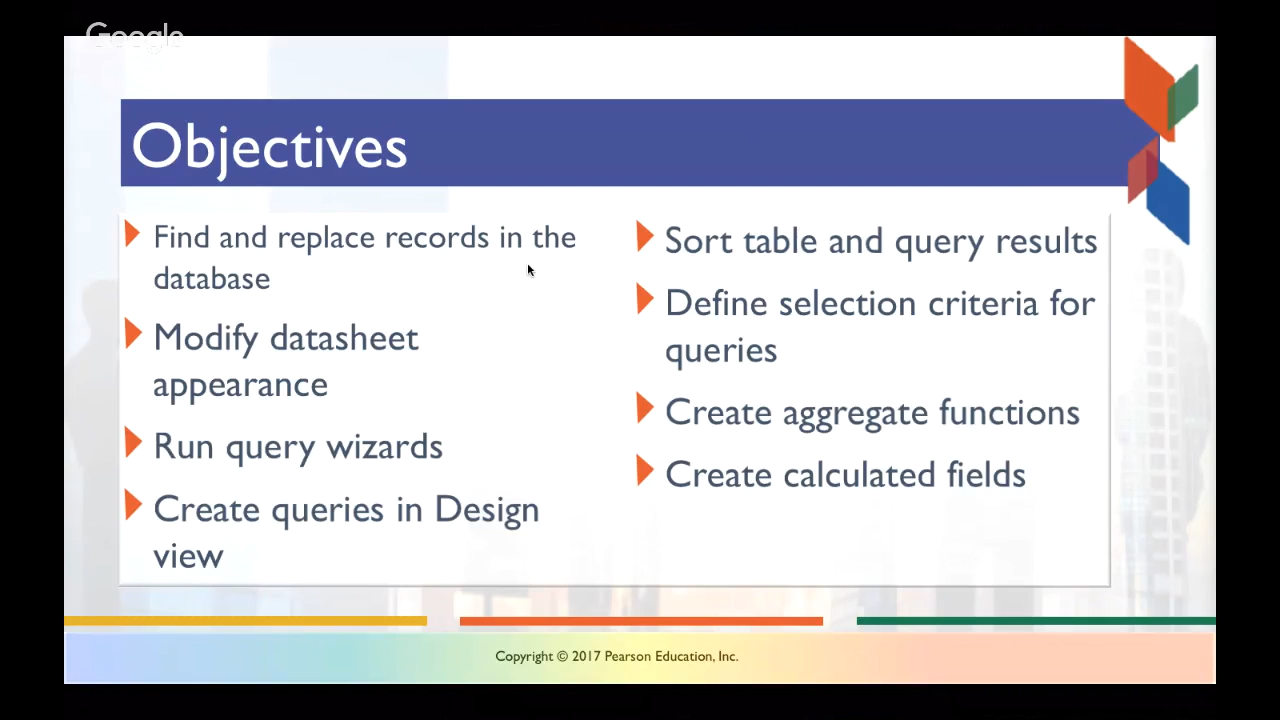 Google
Objectives
Find and replace records in the
database
Modify datasheet
appearance
Run query wizards
Create queries in Design
view
Sort table and query results
Define selection criteria for
queries
Create aggregate functions
Create calculated fields
Copyright © 2017 Pearson Education, Inc.